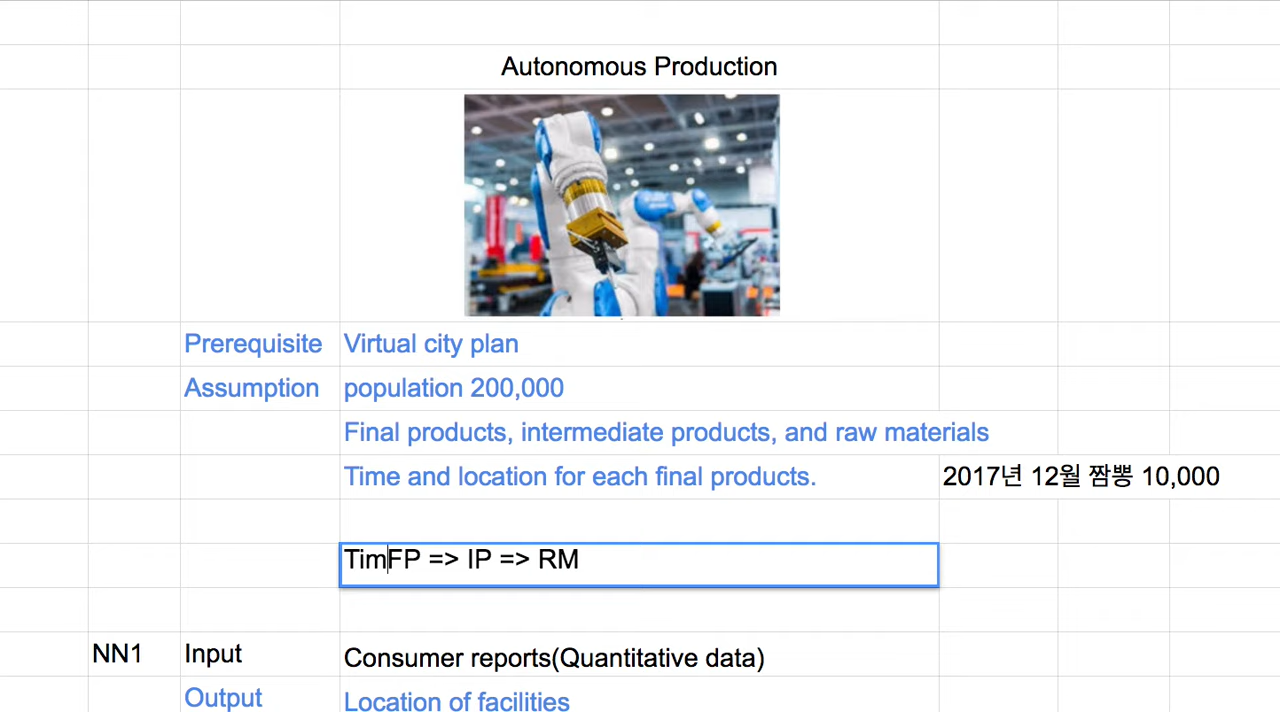 Autonomous Production
Prerequisite Virtual city plan
Assumption population 200,000
Final products, intermediate products, and raw materials
Time and location for each final products. 2017년 12월 짬뽕 10,000
TimFP => IP => RM
NN1 Input Consumer reports(Quantitative data)
Output Location of facilities